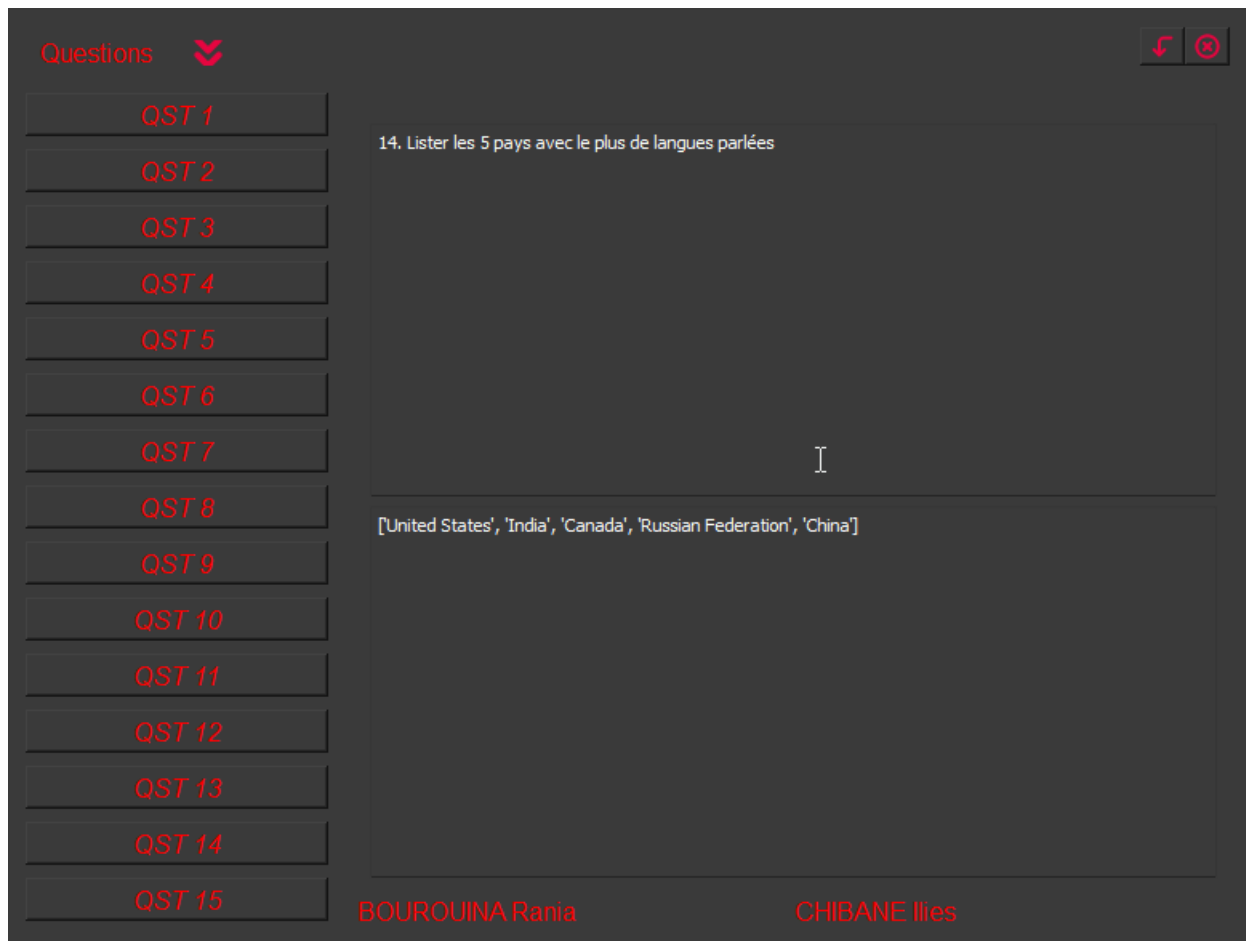 Questions
QST 1
QST 2
QST 3
QST 4
QST 5
QST 6
QST 7
QST 8
QST 9
QST 10
QST 11
QST 12
QST 13
QST 14
QST 15
14. Lister les 5 pays avec le plus de langues parlées
['United States', 'India', 'Canada', 'Russian Federation', 'China']
BOUROUINA Rania
CHIBANE Ilies